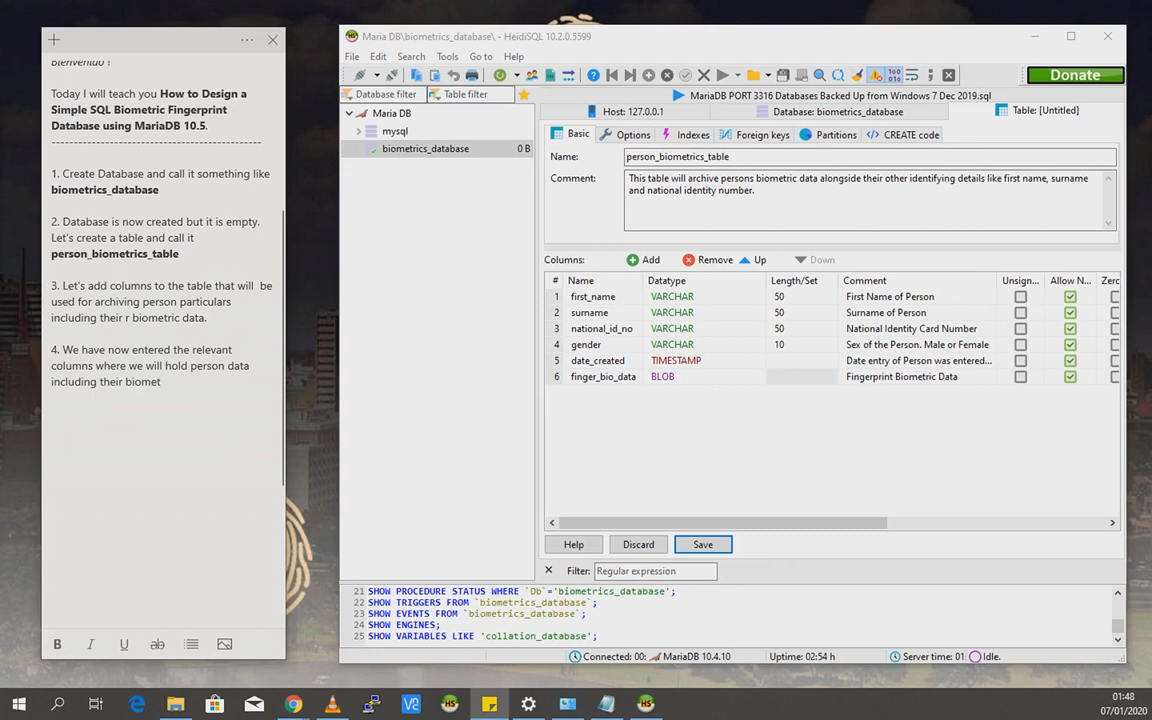 Bienvenido !
Today I will teach you How to Design a
Simple SQL Biometric Fingerprint
Database using MariaDB 10.5.
--------------------------------------------
1. Create Database and call it something like
biometrics_database
2. Database is now created but it is empty.
Let's create a table and call it
person_biometrics_table
3. Let's add columns to the table that will  be
used for archiving person particulars
including their r biometric data.
4. We have now entered the relevant
columns where we will hold person data
including their biomet
Maria DB\biometrics_database\ - HeidiSQL 10.2.0.5599
File Edit Search Tools Go to Help
Donate
Database filter Table filter
MariaDB PORT 3316 Databases Backed Up from Windows 7 Dec 2019.sql
Maria DB
mysql
biometrics_database 0 B
Host: 127.0.0.1 Database: biometrics_database Table: [Untitled]
Basic Options Indexes Foreign keys Partitions CREATE code
Name: person_biometrics_table
Comment: This table will archive persons biometric data alongside their other identifying details like first name, surname
and national identity number.
Columns: Add Remove Up Down
# Name Datatype Length/Set Comment Unsign... Allow N... Zero
1 first_name VARCHAR 50 First Name of Person
2 surname VARCHAR 50 Surname of Person
3 national_id_no VARCHAR 50 National Identity Card Number
4 gender VARCHAR 10 Sex of the Person. Male or Female
5 date_created TIMESTAMP Date entry of Person was entered...
6 finger_bio_data BLOB Fingerprint Biometric Data
Help Discard Save
Filter: Regular expression
21 SHOW PROCEDURE STATUS WHERE `Db`='biometrics_database';
22 SHOW TRIGGERS FROM `biometrics_database`;
23 SHOW EVENTS FROM `biometrics_database`;
24 SHOW ENGINES;
25 SHOW VARIABLES LIKE 'collation_database';
Connected: 00: MariaDB 10.4.10 Uptime: 02:54 h Server time: 01 Idle.
B I U ab
01:48
07/01/2020